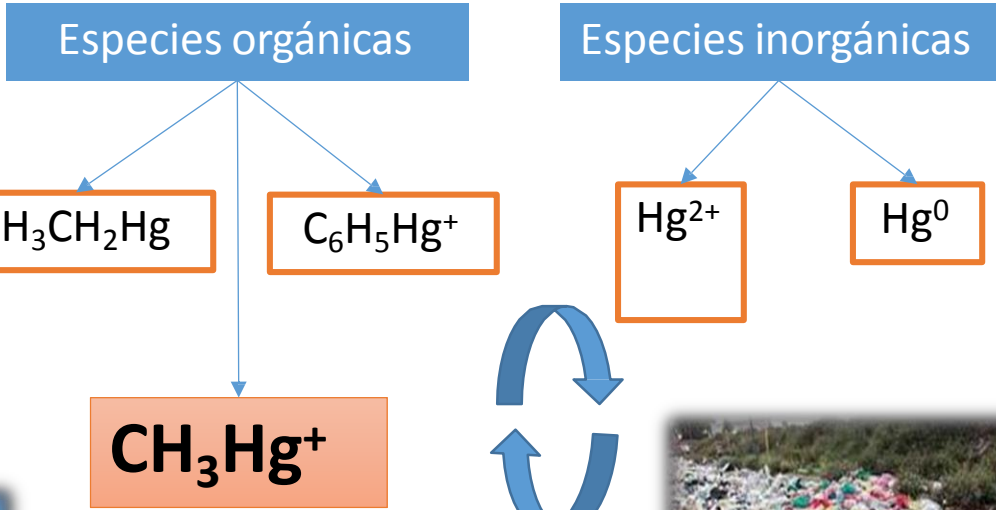 Especies orgánicas
Especies inorgánicas
H₃CH₂Hg
C₆H₅Hg⁺
Hg²⁺
Hg⁰
CH₃Hg⁺